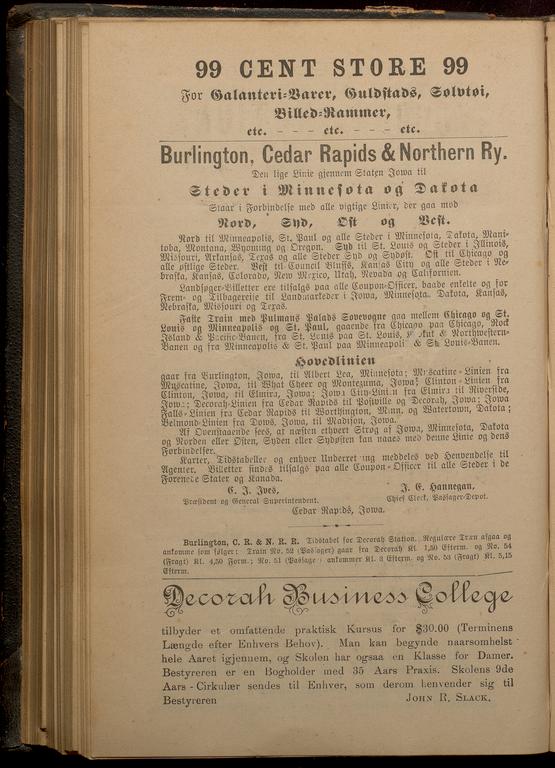 99 CENT STORE 99
For Galanteri=Varer, Guldstads, Sølvtøi,
Billed=Rammer,
etc. - - - etc. - - - etc.
Burlington, Cedar Rapids & Northern Ry.
Den lige Linie gjennem Staten Iowa til
Steder i Minnesota og Dakota
Staar i Forbindelse med alle vigtige Linier, der gaa mod
Nord, Syd, Øst og Vest.
Nord til Minneapolis, St. Paul og alle Steder i Minnesota, Dakota, Mani-
toba, Montana, Wyoming og Oregon. Syd til St. Louis og Steder i Illinois,
Missouri, Arkansas, Texas og alle Steder Syd og Sydøst. Øst til Chicago og
alle østlige Steder. Vest til Council Bluffs, Kansas City og alle Steder i Ne-
braska, Kansas, Colorado, New Mexico, Utah, Nevada og Californien.
Landsøger-Billetter ere tilsalgs paa alle Coupon-Officer, baade enkelte og for
Frem- og Tilbagereise til Landmarkeder i Iowa, Minnesota, Dakota, Kansas,
Nebraska, Missouri og Texas.
Faste Train med Pulmans Palads Sovevogne gaa mellem Chicago og St.
Louis og Minneapolis og St. Paul, gaaende fra Chicago paa Chicago, Rock
Island & Pacific-Banen, fra St. Louis paa St. Louis, & Northwestern-
Banen og fra Minneapolis & St. Paul paa Minneapolis & St. Louis-Banen.
Hovedlinien
gaar fra Burlington, Iowa, til Albert Lea, Minnesota; Muscatine - Linien fra
Muscatine, Iowa, til What Cheer og Montezuma, Iowa; Clinton - Linien fra
Clinton, Iowa, til Elmira, Iowa; Iowa City-Linien fra Elmira til Riverside,
Iowa; Decorah-Linien fra Cedar Rapids til Postville og Decorah, Iowa; Iowa
Falls - Linien fra Cedar Rapids til Worthington, Minn. og Watertown, Dakota;
Belmond-Linien fra Dows, Iowa, til Madison, Iowa.
Af Ovenstaaende sees, at næsten ethvert Strøg af Iowa, Minnesota, Dakota
og Norden eller Østen, Syden eller Sydøsten kan naaes med denne Linie og dens
Forbindelser.
Karter, Tidstabeller og enhver Underretning meddeles ved Henvendelse til
Agenter. Billetter findes tilsalgs paa alle Coupon-Officer til alle Steder i de
Forenede Stater og Kanada.
C. J. Ives, J. E. Hannegan,
Præsident og General Superintendent. Chief Clerk, Passager-Depot.
Cedar Rapids, Iowa.
Burlington, C. R. & N. R. R. Tidstabel for Decorah Station. Regulære Træn afgaa og
ankomme som følger: Train No. 52 (Passager) gaar fra Decorah Kl. 1,50 Efterm. og No. 54
(Fragt) Kl. 4,50 Form.; No. 51 (Passager) ankommer Kl. 3 Efterm. og No. 53 (Fragt) Kl. 5,15
Efterm.
Decorah Business College
tilbyder et omfattende praktisk Kursus for $30.00 (Terminens
Længde efter Enhvers Behov). Man kan begynde naarsomhelst
hele Aaret igjennem, og Skolen har ogsaa en Klasse for Damer.
Bestyreren er en Bogholder med 35 Aars Praxis. Skolens 9de
Aars - Cirkulær sendes til Enhver, som derom henvender sig til
Bestyreren JOHN R. SLACK.